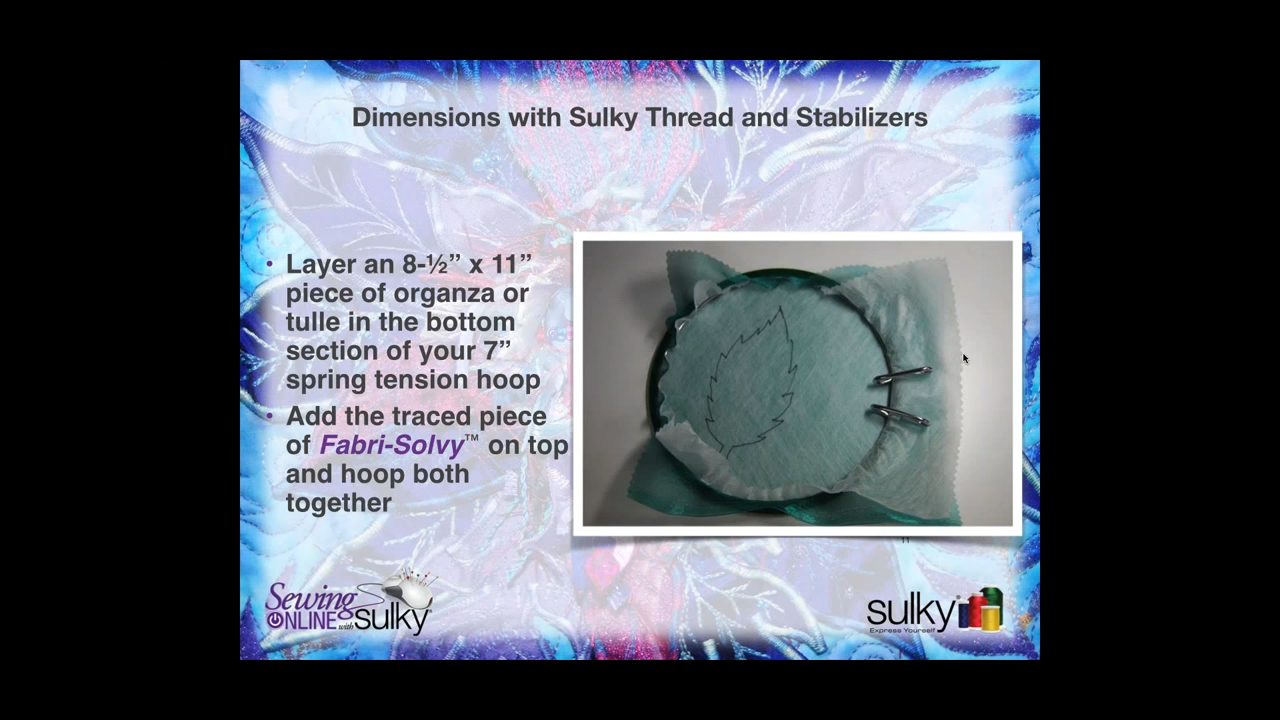 Dimensions with Sulky Thread and Stabilizers
• Layer an 8-½” x 11”
piece of organza or
tulle in the bottom
section of your 7”
spring tension hoop
• Add the traced piece
of Fabri-Solvy™ on top
and hoop both
together
11
Sewing
ONLINE with sulky®
sulky®
Express Yourself®